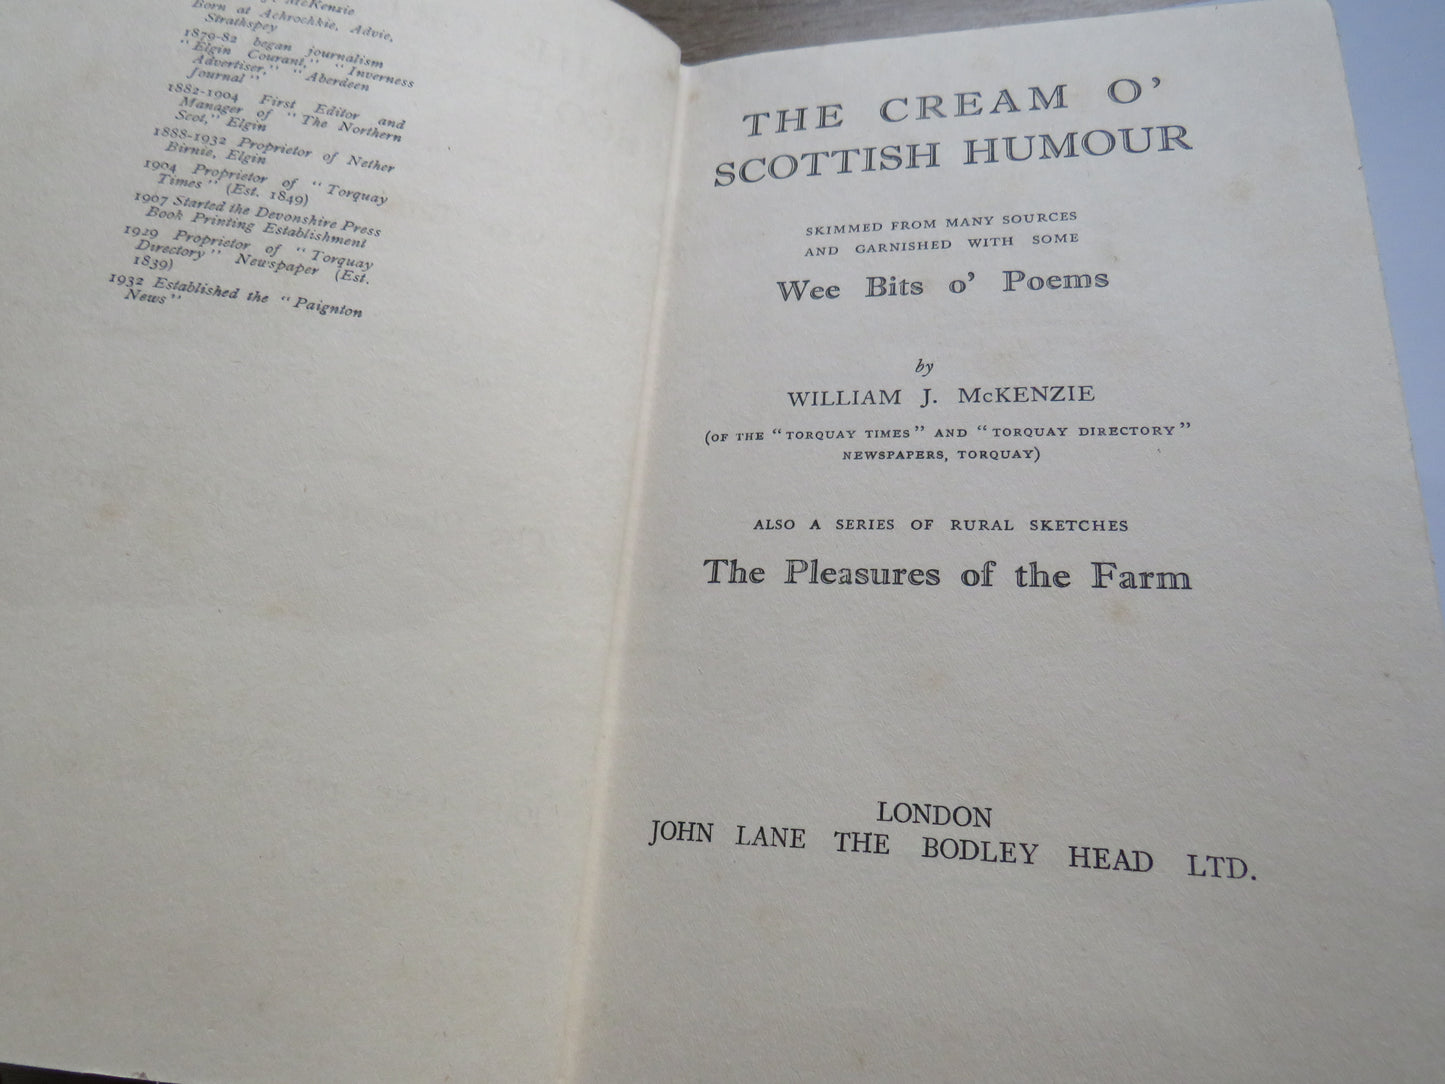 McKenzie
Born at Achrochkie, Advie,
Strathspey
1879-82 began journalism
"Elgin Courant," "Inverness
Advertiser," "Aberdeen
Journal"
1882-1904 First Editor and
Manager of "The Northern
Scot," Elgin
1888-1932 Proprietor of Nether
Birnie, Elgin
1904 Proprietor of "Torquay
Times" (Est. 1849)
1907 Started the Devonshire Press
Book Printing Establishment
1929 Proprietor of "Torquay
Directory" Newspaper (Est.
1839)
1932 Established the "Paignton
News"
THE CREAM O'
SCOTTISH HUMOUR
SKIMMED FROM MANY SOURCES
AND GARNISHED WITH SOME
Wee Bits o' Poems
by
WILLIAM J. McKENZIE
(OF THE "TORQUAY TIMES" AND "TORQUAY DIRECTORY"
NEWSPAPERS, TORQUAY)
ALSO A SERIES OF RURAL SKETCHES
The Pleasures of the Farm
LONDON
JOHN LANE THE BODLEY HEAD LTD.